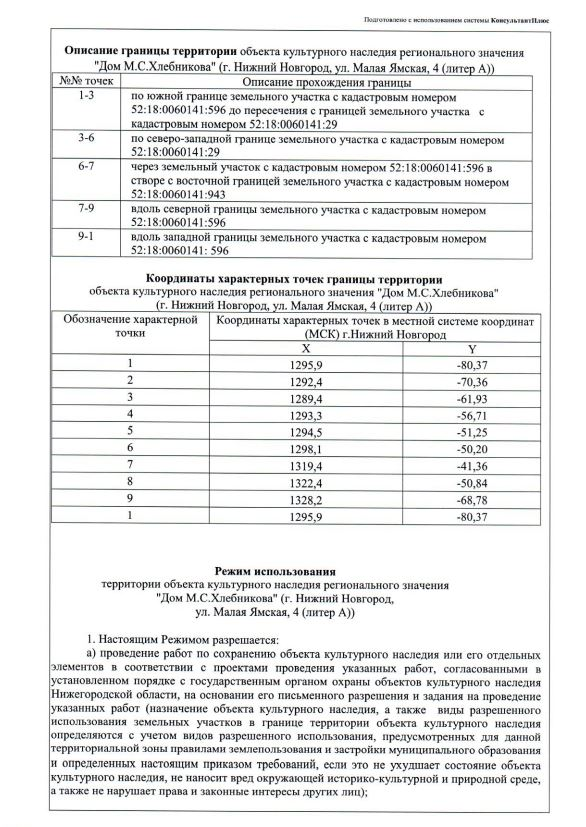 Подготовлено с использованием системы КонсультантПлюс
Описание границы территории объекта культурного наследия регионального значения
"Дом М.С.Хлебникова" (г. Нижний Новгород, ул. Малая Ямская, 4 (литер А))
№№ точек Описание прохождения границы
1-3 по южной границе земельного участка с кадастровым номером
52:18:0060141:596 до пересечения с границей земельного участка с
кадастровым номером 52:18:0060141:29
3-6 по северо-западной границе земельного участка с кадастровым номером
52:18:0060141:29
6-7 через земельный участок с кадастровым номером 52:18:0060141:596 в
створе с восточной границей земельного участка с кадастровым номером
52:18:0060141:943
7-9 вдоль северной границы земельного участка с кадастровым номером
52:18:0060141:596
9-1 вдоль западной границы земельного участка с кадастровым номером
52:18:0060141: 596
Координаты характерных точек границы территории
объекта культурного наследия регионального значения "Дом М.С.Хлебникова"
(г. Нижний Новгород, ул. Малая Ямская, 4 (литер А))
Обозначение характерной Координаты характерных точек в местной системе координат
точки (МСК) г.Нижний Новгород
X Y
1 1295,9 -80,37
2 1292,4 -70,36
3 1289,4 -61,93
4 1293,3 -56,71
5 1294,5 -51,25
6 1298,1 -50,20
7 1319,4 -41,36
8 1322,4 -50,84
9 1328,2 -68,78
1 1295,9 -80,37
Режим использования
территории объекта культурного наследия регионального значения
"Дом М.С.Хлебникова" (г. Нижний Новгород,
ул. Малая Ямская, 4 (литер А))
1. Настоящим Режимом разрешается:
а) проведение работ по сохранению объекта культурного наследия или его отдельных
элементов в соответствии с проектами проведения указанных работ, согласованными в
установленном порядке с государственным органом охраны объектов культурного наследия
Нижегородской области, на основании его письменного разрешения и задания на проведение
указанных работ (назначение объекта культурного наследия, а также виды разрешенного
использования земельных участков в границе территории объекта культурного наследия
определяются с учетом видов разрешенного использования, предусмотренных для данной
территориальной зоны правилами землепользования и застройки муниципального образования
и определенных настоящим приказом требований, если это не ухудшает состояние объекта
культурного наследия, не наносит вред окружающей историко-культурной и природной среде,
а также не нарушает права и законные интересы других лиц);